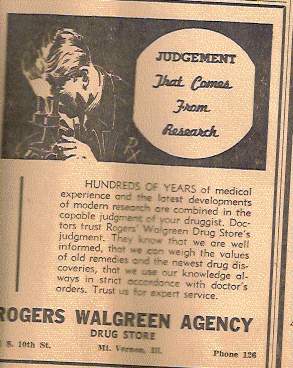 JUDGEMENT
That Comes
From
Research
Rx
HUNDREDS OF YEARS of medical
experience and the latest developments
of modern research are combined in the
capable judgment of your druggist. Doc-
tors trust Rogers' Walgreen Drug Store's
judgment. They know that we are well
informed, that we can weigh the values
of old remedies and the newest drug dis-
coveries, that we use our knowledge al-
ways in strict accordance with doctor's
orders. Trust us for expert service.
ROGERS WALGREEN AGENCY
DRUG STORE
S. 10th St.
Mt. Vernon, Ill.
Phone 126